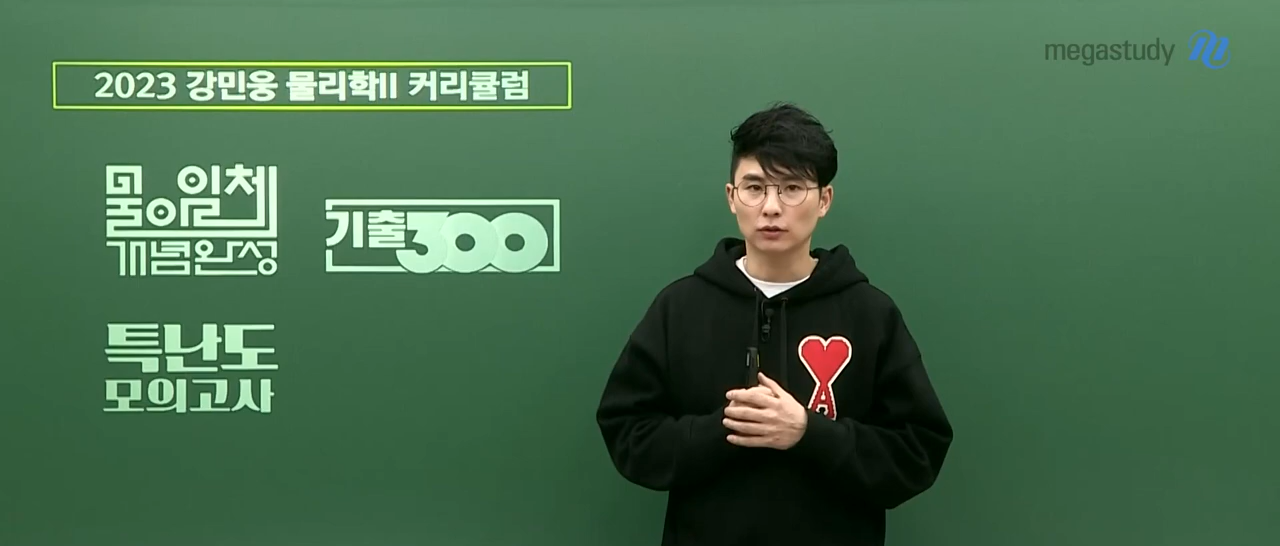 megastudy
2023 강민웅 물리학II 커리큘럼
물아일체
개념완성
기출300
특난도
모의고사
A